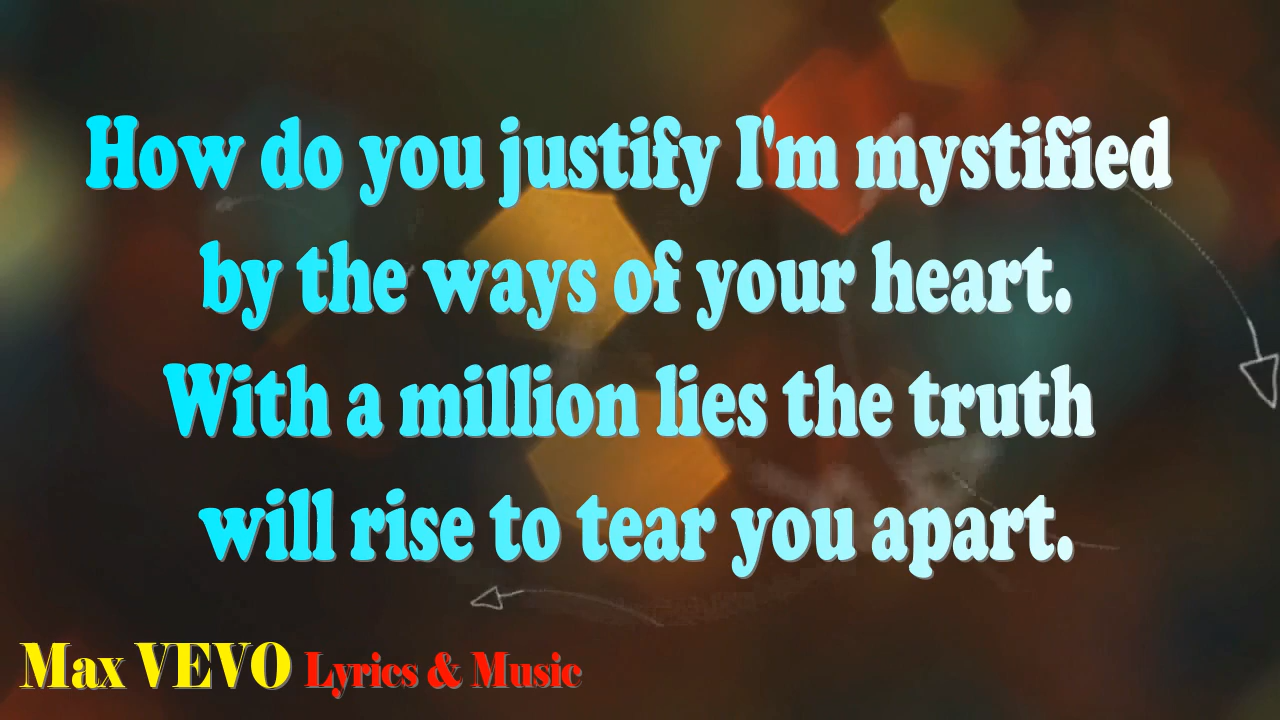 How do you justify I'm mystified
by the ways of your heart.
With a million lies the truth
will rise to tear you apart.
Max VEVO Lyrics & Music